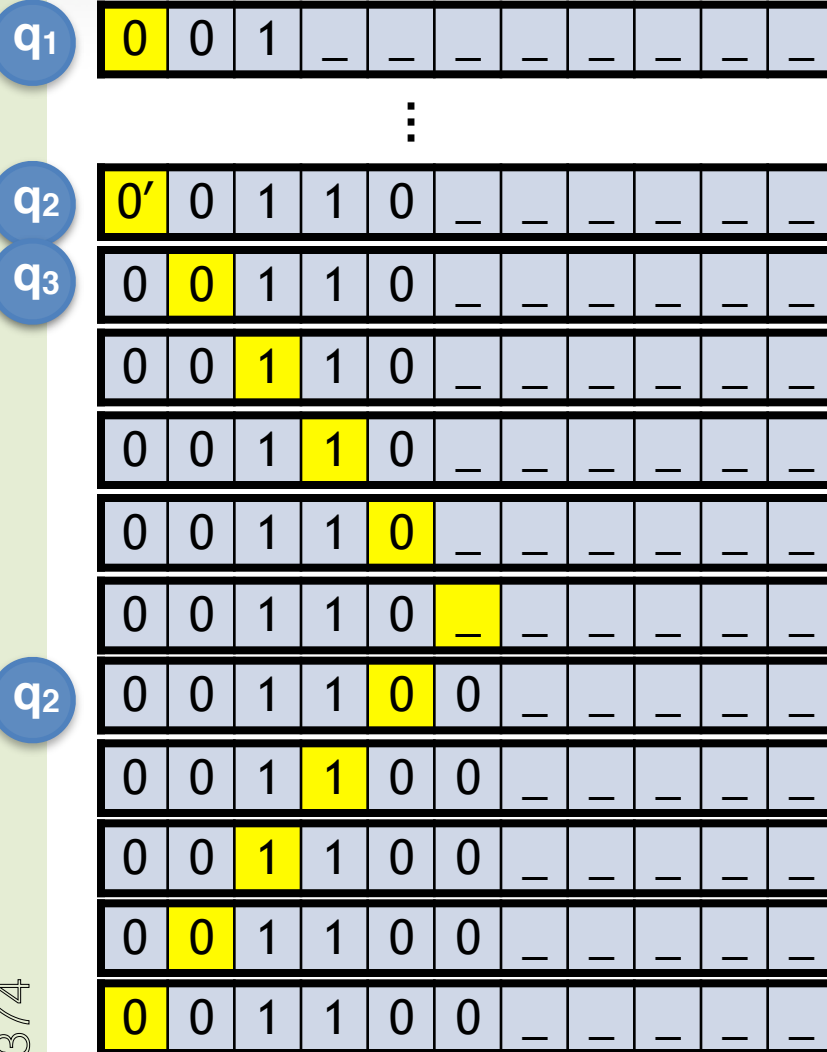 q1 0 0 1 _ _ _ _ _ _ _ _
⋮
q2 0′ 0 1 1 0 _ _ _ _ _ _
q3 0 0 1 1 0 _ _ _ _ _ _
0 0 1 1 0 _ _ _ _ _ _
0 0 1 1 0 _ _ _ _ _ _
0 0 1 1 0 _ _ _ _ _ _
0 0 1 1 0 _ _ _ _ _ _
q2 0 0 1 1 0 0 _ _ _ _ _
0 0 1 1 0 0 _ _ _ _ _
0 0 1 1 0 0 _ _ _ _ _
0 0 1 1 0 0 _ _ _ _ _
0 0 1 1 0 0 _ _ _ _ _
374